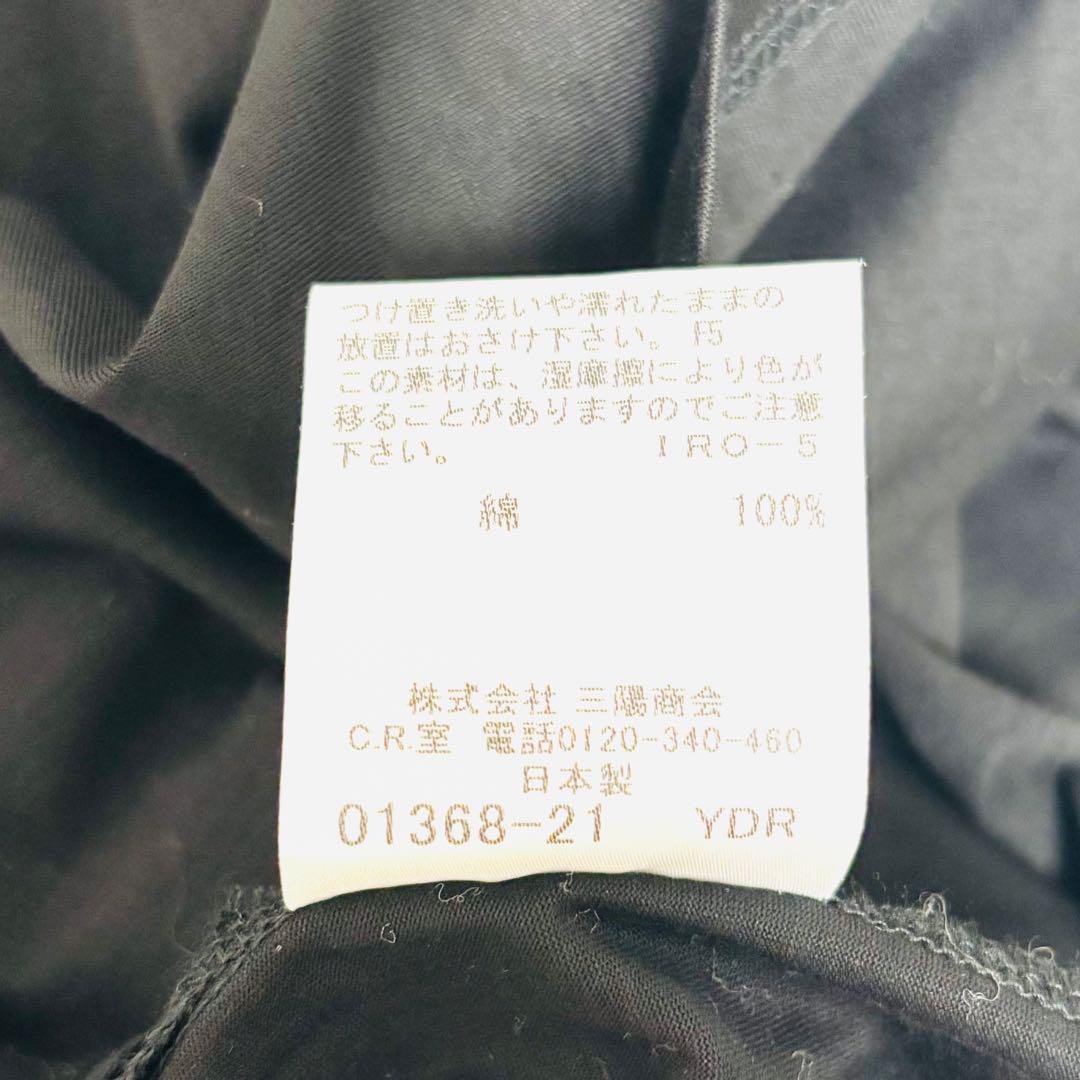 つけ置き洗いや濡れたままの
放置はおさけ下さい。 F5
この素材は、湿摩擦により色が
移ることがありますのでご注意
下さい。 IRO-5
綿 100%
株式会社 三陽商会
C.R.室 電話0120-340-460
日本製
01368-21 YDR